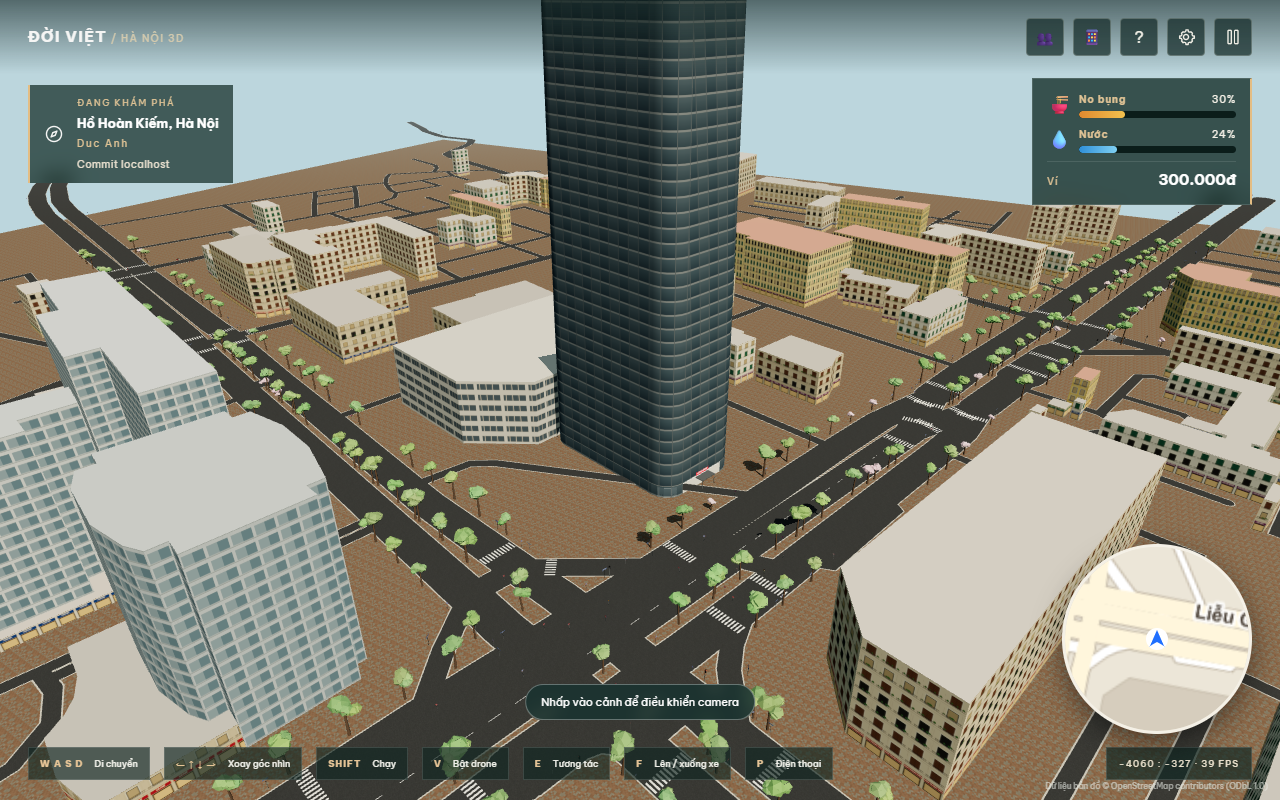 ĐỜI VIỆT / HÀ NỘI 3D
?
ĐANG KHÁM PHÁ
Hồ Hoàn Kiếm, Hà Nội
Duc Anh
Commit localhost
No bụng 30%
Nước 24%
Ví 300.000đ
Liễu G
Nhấp vào cảnh để điều khiển camera
W A S D Di chuyển
←↑↓→ Xoay góc nhìn
SHIFT Chạy
V Bật drone
E Tương tác
F Lên / xuống xe
P Điện thoại
-4060 : -327 · 39 FPS
Dữ liệu bản đồ © OpenStreetMap contributors (ODbL 1.0)